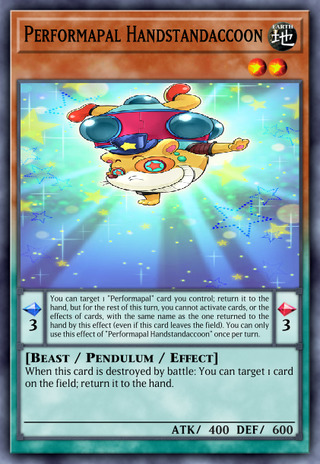 Performapal Handstandaccoon
EARTH
地
You can target 1 "Performapal" card you control; return it to the
hand, but for the rest of this turn, you cannot activate cards, or the
effects of cards, with the same name as the one returned to the
hand by this effect (even if this card leaves the field). You can only
use this effect of "Performapal Handstandaccoon" once per turn.
3
3
[Beast / Pendulum / Effect]
When this card is destroyed by battle: You can target 1 card
on the field; return it to the hand.
ATK/ 400 DEF/ 600